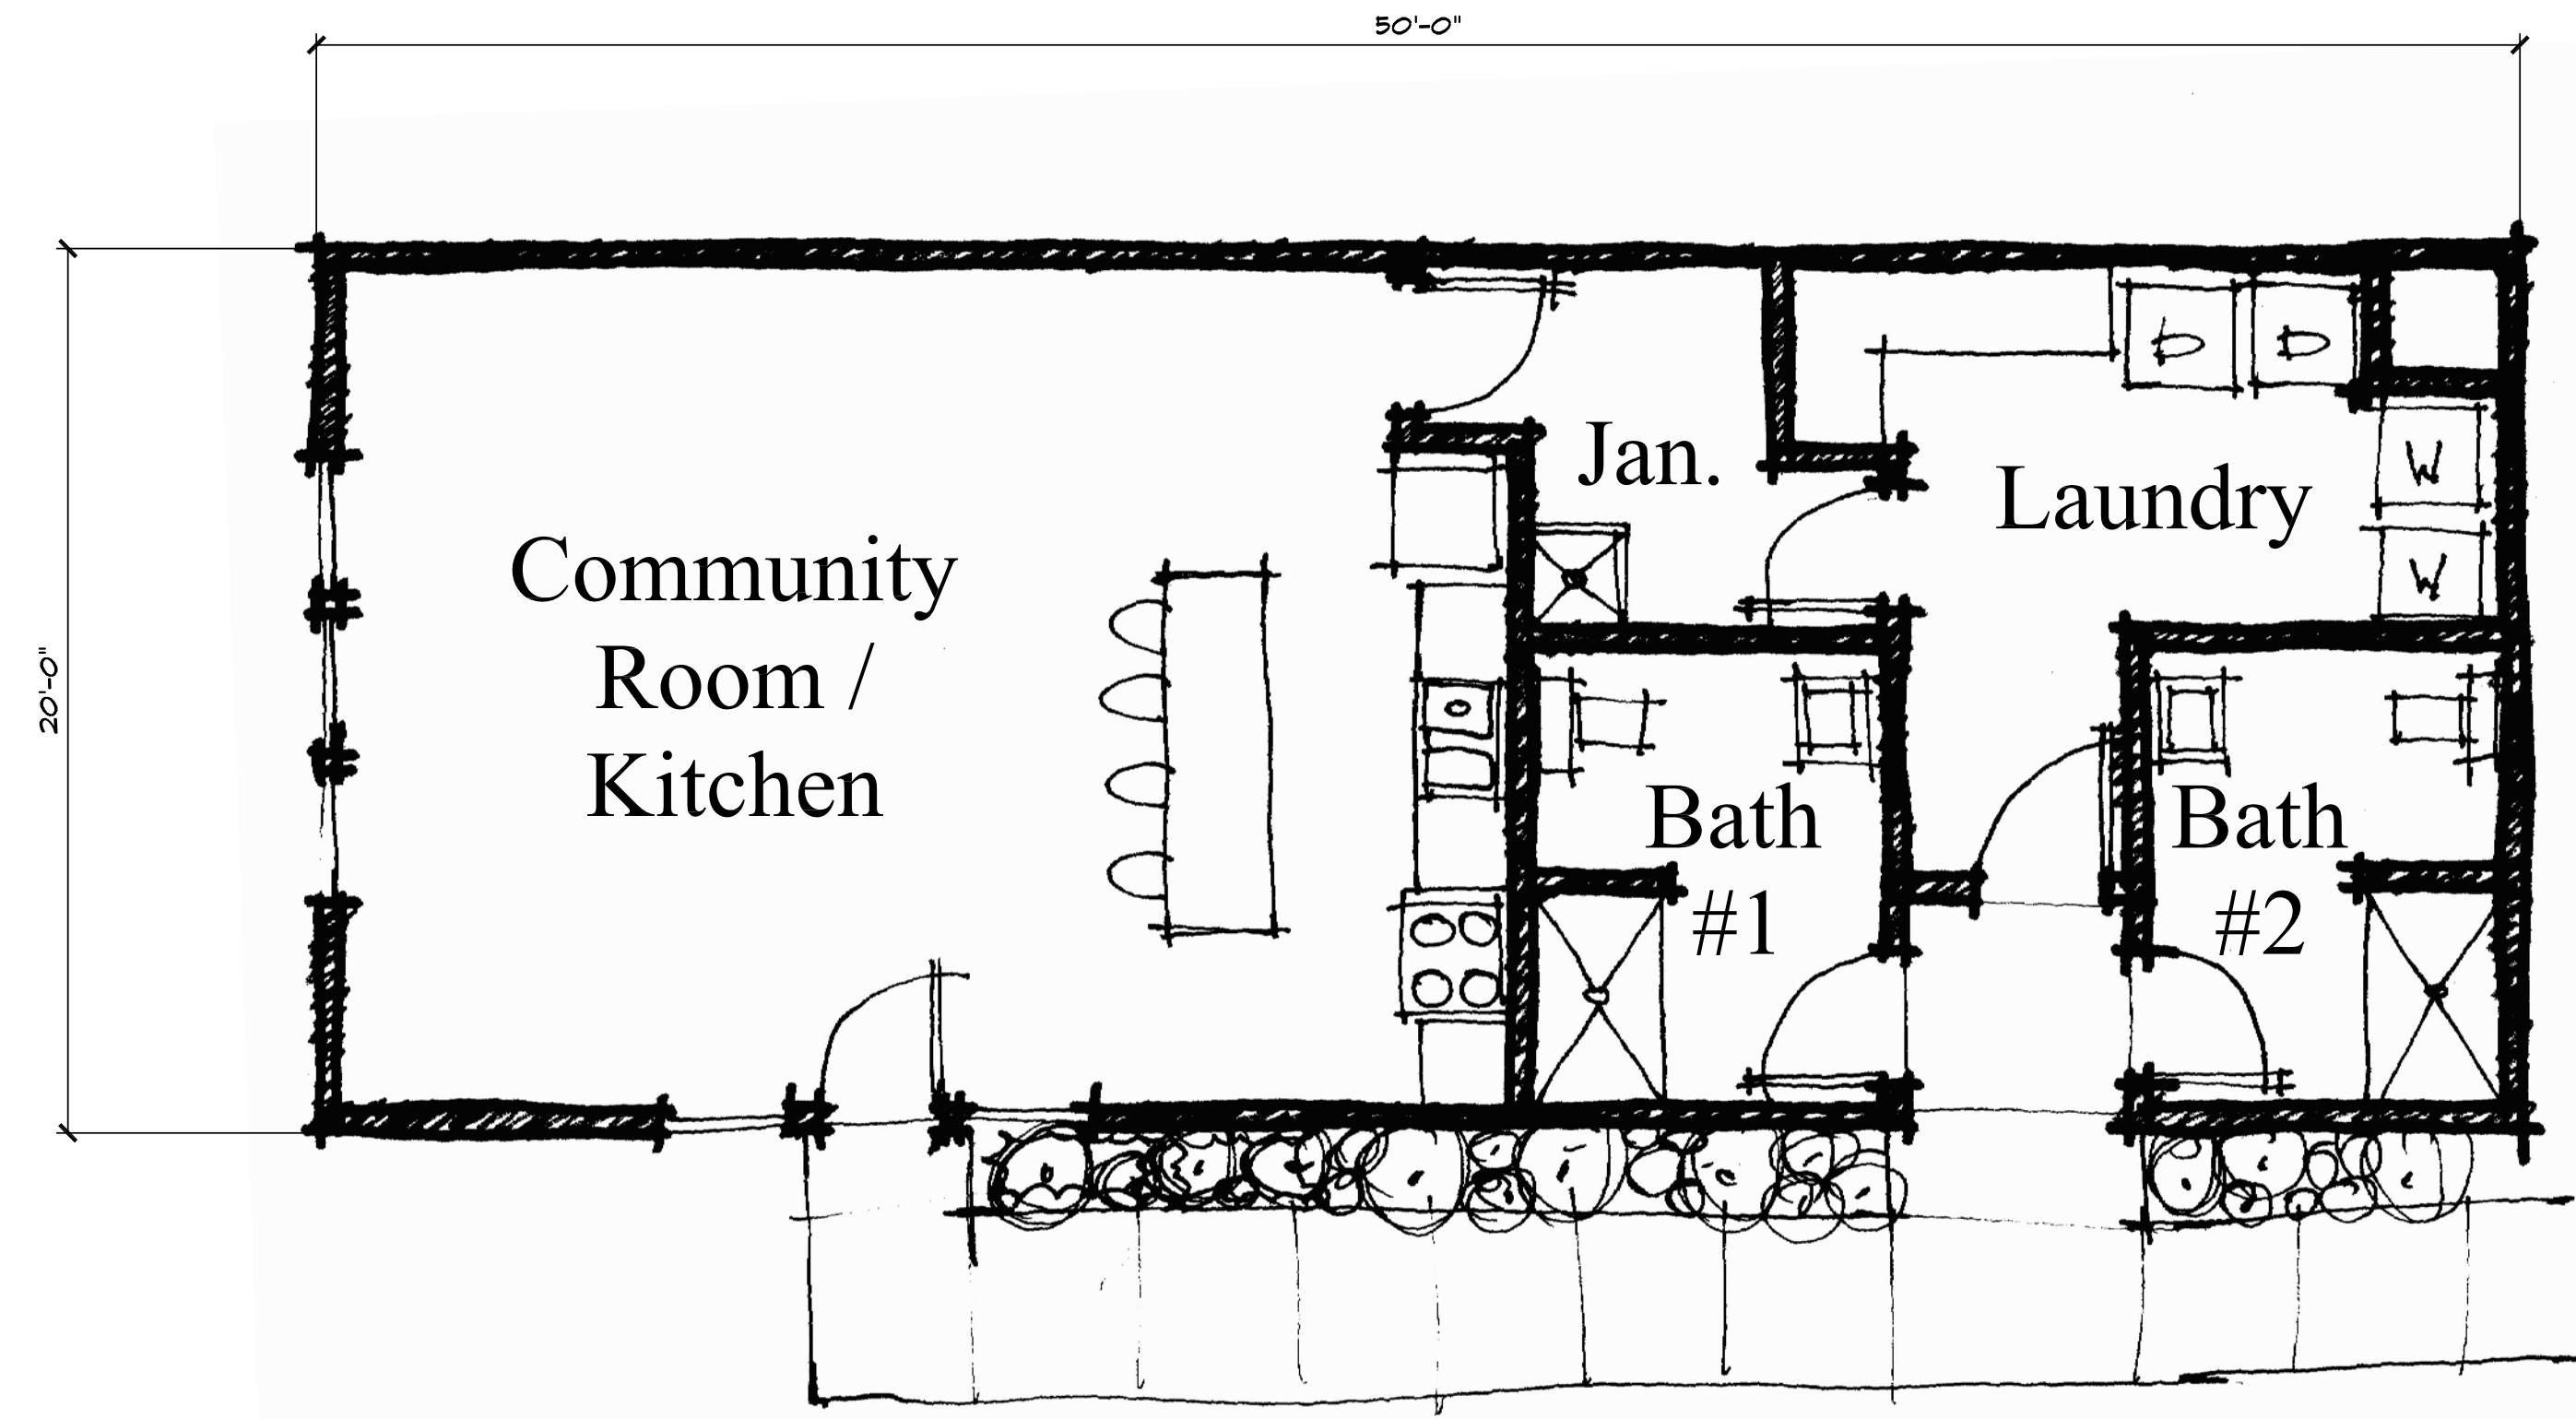 50'-0"
20'-0"
Community
Room /
Kitchen
Jan.
Laundry
D
D
W
W
Bath
#1
Bath
#2